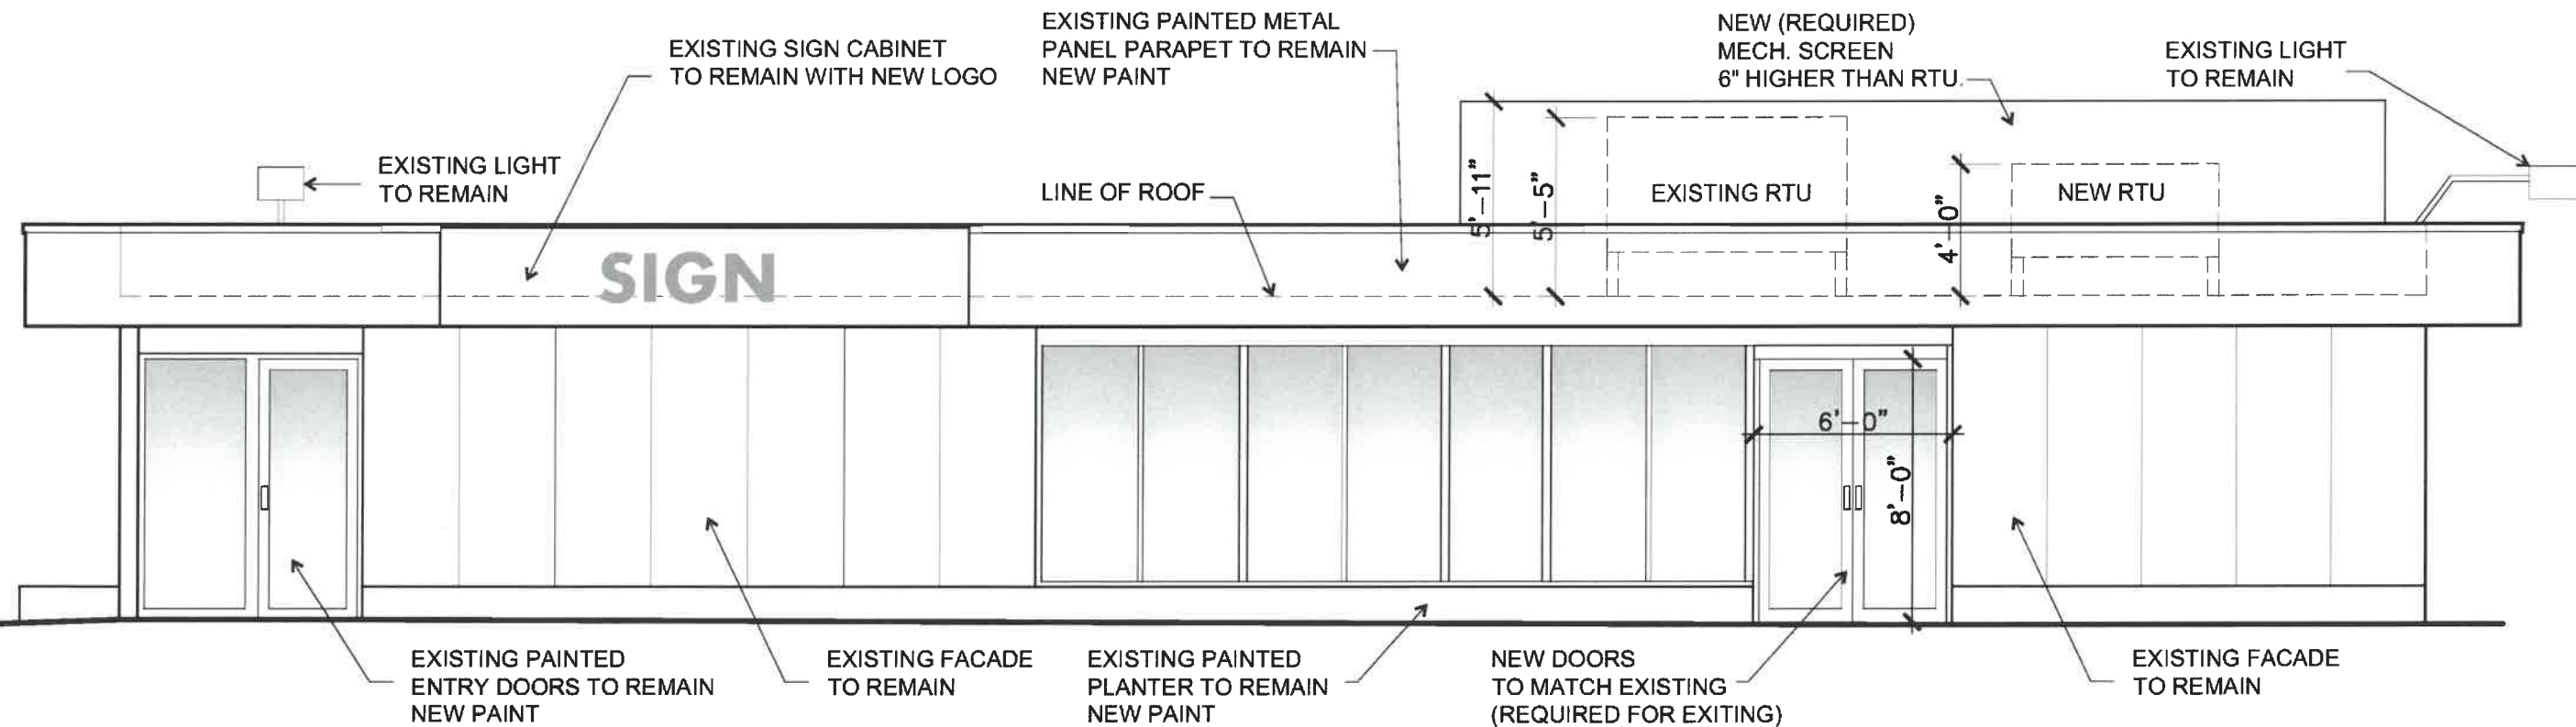 EXISTING SIGN CABINET
TO REMAIN WITH NEW LOGO
EXISTING PAINTED METAL
PANEL PARAPET TO REMAIN
NEW PAINT
NEW (REQUIRED)
MECH. SCREEN
6" HIGHER THAN RTU.
EXISTING LIGHT
TO REMAIN
EXISTING LIGHT
TO REMAIN
LINE OF ROOF
5'-11"
5'-5"
EXISTING RTU
4'-0"
NEW RTU
SIGN
6'-0"
8'-0"
EXISTING PAINTED
ENTRY DOORS TO REMAIN
NEW PAINT
EXISTING FACADE
TO REMAIN
EXISTING PAINTED
PLANTER TO REMAIN
NEW PAINT
NEW DOORS
TO MATCH EXISTING
(REQUIRED FOR EXITING)
EXISTING FACADE
TO REMAIN